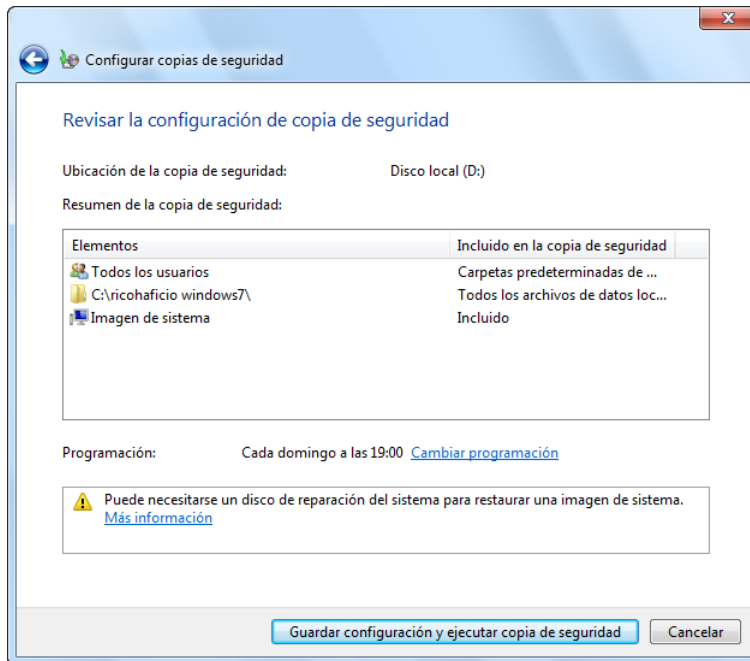 Configurar copias de seguridad
Revisar la configuración de copia de seguridad
Ubicación de la copia de seguridad: Disco local (D:)
Resumen de la copia de seguridad:
Elementos Incluido en la copia de seguridad
Todos los usuarios Carpetas predeterminadas de ...
C:\ricohaficio windows7\ Todos los archivos de datos loc...
Imagen de sistema Incluido
Programación: Cada domingo a las 19:00 Cambiar programación
Puede necesitarse un disco de reparación del sistema para restaurar una imagen de sistema.
Más información
Guardar configuración y ejecutar copia de seguridad Cancelar